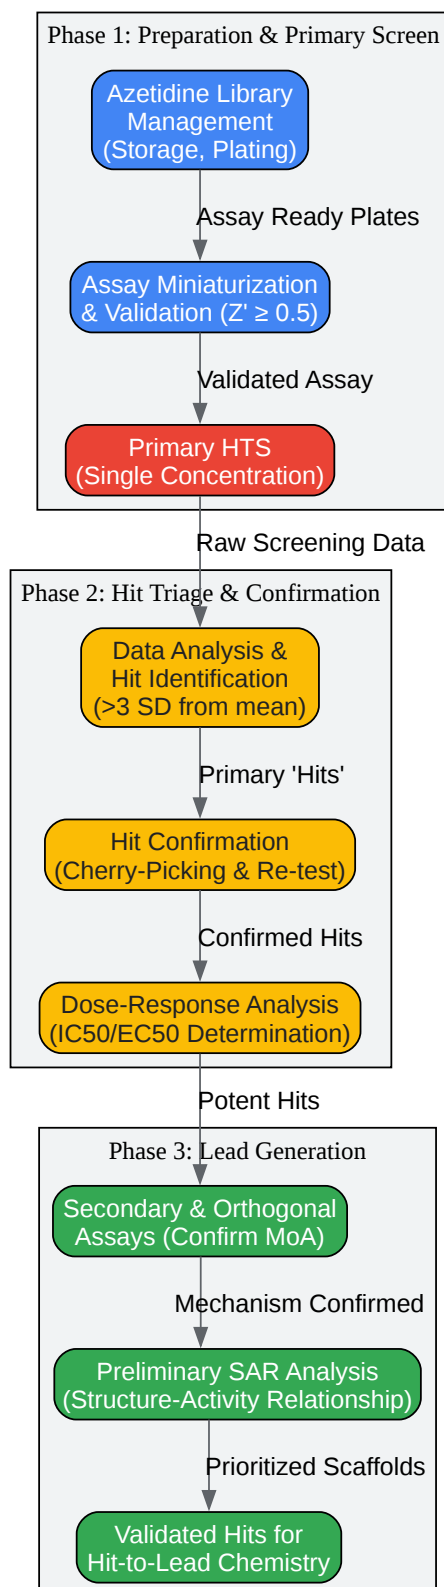 Phase 1: Preparation & Primary Screen
Azetidine Library
Management
(Storage, Plating)
Assay Ready Plates
Assay Miniaturization
& Validation (Z' ≥ 0.5)
Validated Assay
Primary HTS
(Single Concentration)
Raw Screening Data
Phase 2: Hit Triage & Confirmation
Data Analysis &
Hit Identification
(>3 SD from mean)
Primary 'Hits'
Hit Confirmation
(Cherry-Picking & Re-test)
Confirmed Hits
Dose-Response Analysis
(IC50/EC50 Determination)
Potent Hits
Phase 3: Lead Generation
Secondary & Orthogonal
Assays (Confirm MoA)
Mechanism Confirmed
Preliminary SAR Analysis
(Structure-Activity Relationship)
Prioritized Scaffolds
Validated Hits for
Hit-to-Lead Chemistry